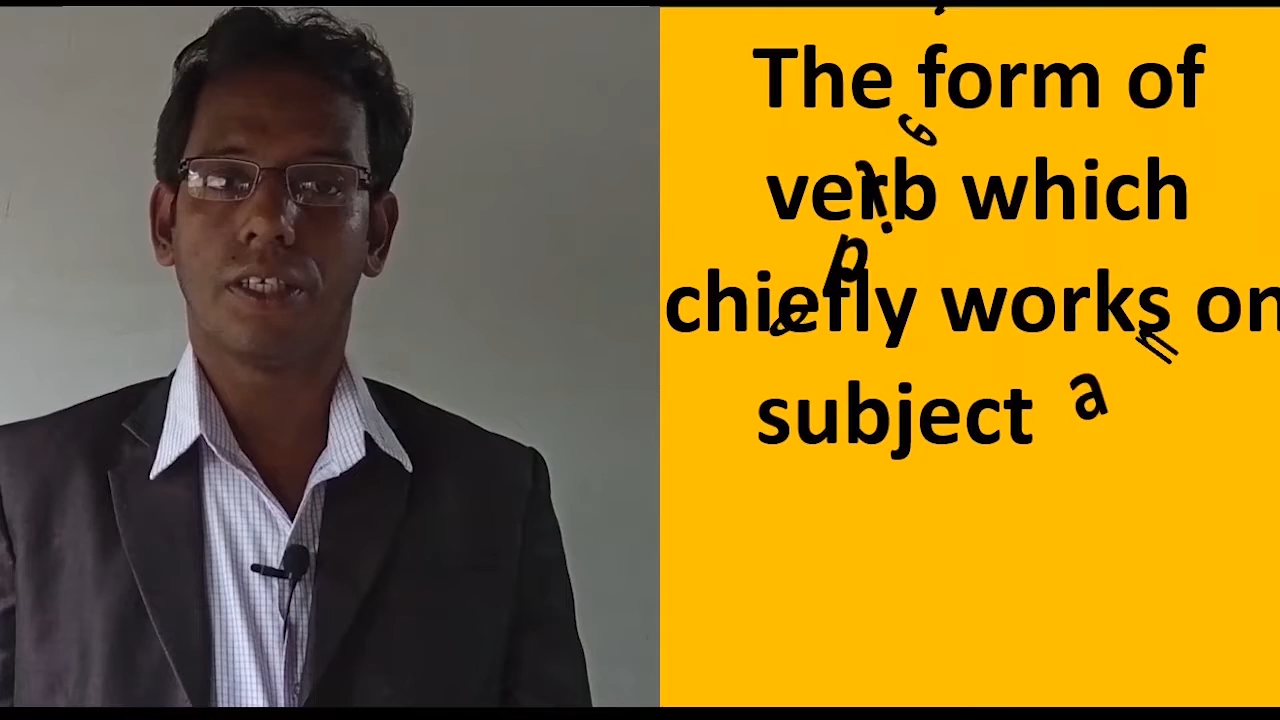 The form of
verb which
chiefly works on
subject